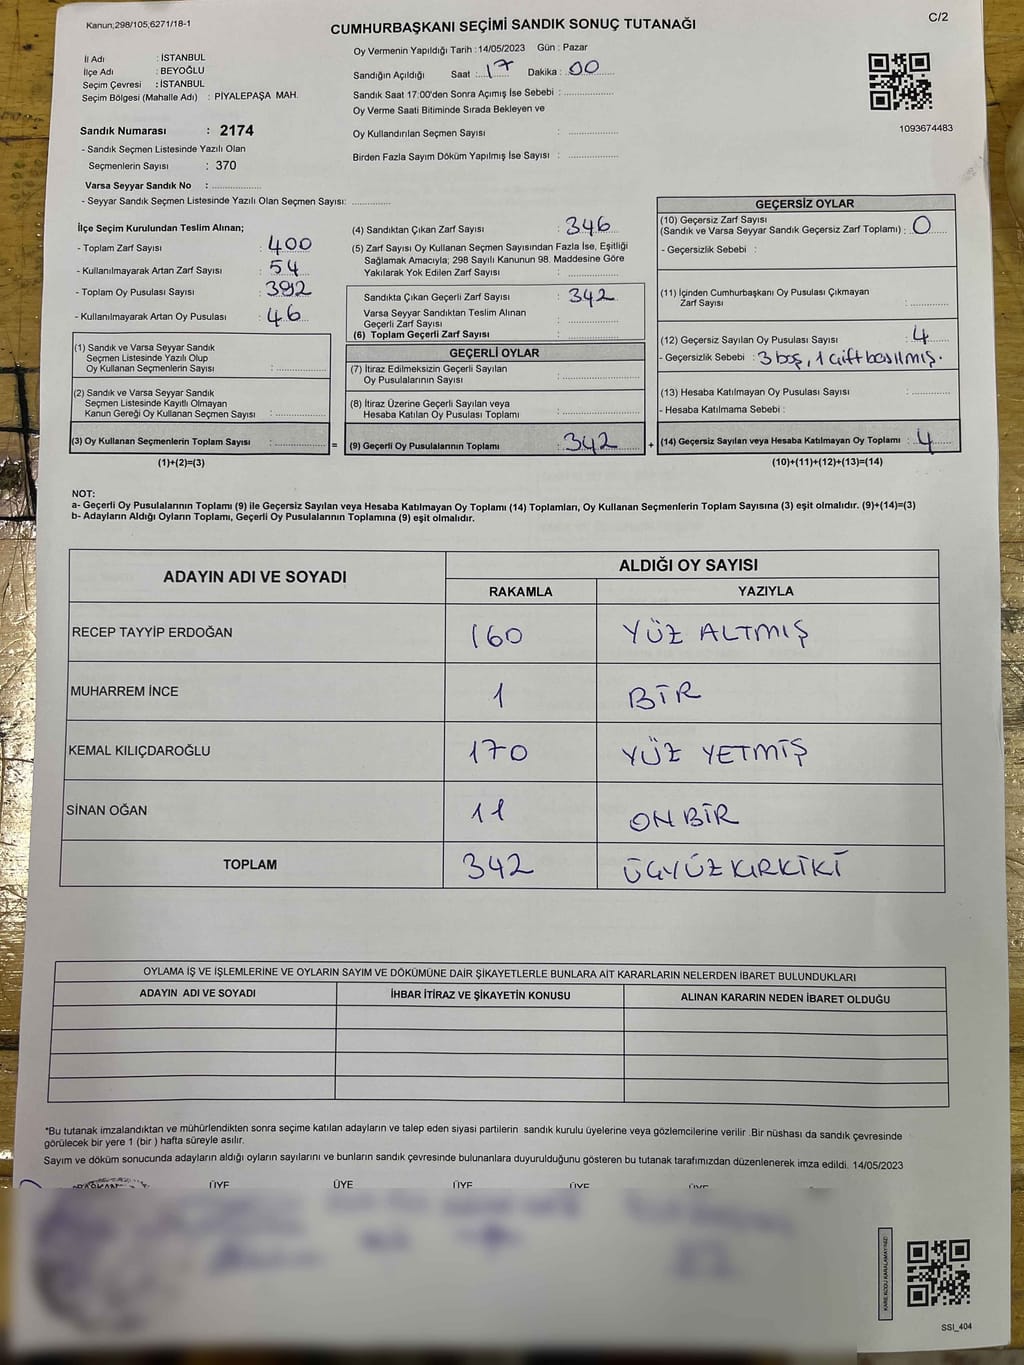 Kanun;298/105,6271/18-1
CUMHURBAŞKANI SEÇİMİ SANDIK SONUÇ TUTANAĞI
C/2
İl Adı : İSTANBUL
İlçe Adı : BEYOĞLU
Seçim Çevresi : İSTANBUL
Seçim Bölgesi (Mahalle Adı) : PİYALEPAŞA MAH.
Sandık Numarası : 2174
- Sandık Seçmen Listesinde Yazılı Olan
Seçmenlerin Sayısı : 370
Varsa Seyyar Sandık No : ..................
- Seyyar Sandık Seçmen Listesinde Yazılı Olan Seçmen Sayısı: ..............
Oy Vermenin Yapıldığı Tarih : 14/05/2023 Gün : Pazar
Sandığın Açıldığı Saat : 17 Dakika : 00
Sandık Saat 17:00'den Sonra Açımış İse Sebebi : ..................
Oy Verme Saati Bitiminde Sırada Bekleyen ve
Oy Kullandırılan Seçmen Sayısı : ..................
Birden Fazla Sayım Döküm Yapılmış İse Sayısı : ..................
1093674483
İlçe Seçim Kurulundan Teslim Alınan;
- Toplam Zarf Sayısı : 400
- Kullanılmayarak Artan Zarf Sayısı : 54
- Toplam Oy Pusulası Sayısı : 392
- Kullanılmayarak Artan Oy Pusulası : 46
(1) Sandık ve Varsa Seyyar Sandık
Seçmen Listesinde Yazılı Olup
Oy Kullanan Seçmenlerin Sayısı : ..................
(2) Sandık ve Varsa Seyyar Sandık
Seçmen Listesinde Kayıtlı Olmayan
Kanun Gereği Oy Kullanan Seçmen Sayısı : ..................
(3) Oy Kullanan Seçmenlerin Toplam Sayısı : .................. =
(1)+(2)=(3)
(4) Sandıktan Çıkan Zarf Sayısı : 346
(5) Zarf Sayısı Oy Kullanan Seçmen Sayısından Fazla İse, Eşitliği
Sağlamak Amacıyla; 298 Sayılı Kanunun 98. Maddesine Göre
Yakılarak Yok Edilen Zarf Sayısı : ..................
Sandıkta Çıkan Geçerli Zarf Sayısı : 342
Varsa Seyyar Sandıktan Teslim Alınan
Geçerli Zarf Sayısı : ..................
(6) Toplam Geçerli Zarf Sayısı : ..................
GEÇERLİ OYLAR
(7) İtiraz Edilmeksizin Geçerli Sayılan
Oy Pusulalarının Sayısı : ..................
(8) İtiraz Üzerine Geçerli Sayılan veya
Hesaba Katılan Oy Pusulası Toplamı : ..................
(9) Geçerli Oy Pusulalarının Toplamı : 342 +
GEÇERSİZ OYLAR
(10) Geçersiz Zarf Sayısı
(Sandık ve Varsa Seyyar Sandık Geçersiz Zarf Toplamı) : 0
- Geçersizlik Sebebi :
(11) İçinden Cumhurbaşkanı Oy Pusulası Çıkmayan
Zarf Sayısı : ..............
(12) Geçersiz Sayılan Oy Pusulası Sayısı : 4
- Geçersizlik Sebebi : 3 boş, 1 çift basılmış.
(13) Hesaba Katılmayan Oy Pusulası Sayısı : ..............
- Hesaba Katılmama Sebebi :
(14) Geçersiz Sayılan veya Hesaba Katılmayan Oy Toplamı : 4
(10)+(11)+(12)+(13)=(14)
NOT:
a- Geçerli Oy Pusulalarının Toplamı (9) ile Geçersiz Sayılan veya Hesaba Katılmayan Oy Toplamı (14) Toplamları, Oy Kullanan Seçmenlerin Toplam Sayısına (3) eşit olmalıdır. (9)+(14)=(3)
b- Adayların Aldığı Oyların Toplamı, Geçerli Oy Pusulalarının Toplamına (9) eşit olmalıdır.
ADAYIN ADI VE SOYADI ALDIĞI OY SAYISI
RAKAMLA YAZIYLA
RECEP TAYYİP ERDOĞAN 160 YÜZ ALTMIŞ
MUHARREM İNCE 1 BİR
KEMAL KILIÇDAROĞLU 170 YÜZ YETMİŞ
SİNAN OĞAN 11 ONBİR
TOPLAM 342 ÜÇYÜZKIRKİKİ
OYLAMA İŞ VE İŞLEMLERİNE VE OYLARIN SAYIM VE DÖKÜMÜNE DAİR ŞİKAYETLERLE BUNLARA AİT KARARLARIN NELERDEN İBARET BULUNDUKLARI
ADAYIN ADI VE SOYADI İHBAR İTİRAZ VE ŞİKAYETİN KONUSU ALINAN KARARIN NEDEN İBARET OLDUĞU
*Bu tutanak imzalandıktan ve mühürlendikten sonra seçime katılan adayların ve talep eden siyasi partilerin sandık kurulu üyelerine veya gözlemcilerine verilir .Bir nüshası da sandık çevresinde
görülecek bir yere 1 (bir ) hafta süreyle asılır.
Sayım ve döküm sonucunda adayların aldığı oyların sayılarını ve bunların sandık çevresinde bulunanlara duyurulduğunu gösteren bu tutanak tarafımızdan düzenlenerek imza edildi. 14/05/2023
BAŞKAN ÜYE ÜYE ÜYE ÜYE ÜYE
KARE KODU KARALAMAYINIZ!
SSI_404